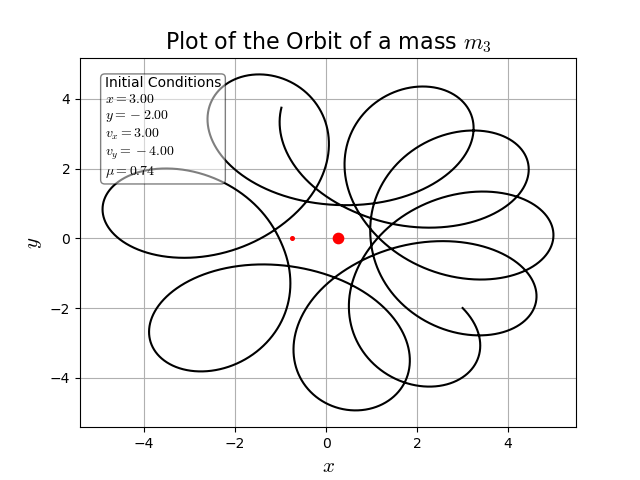 Plot of the Orbit of a mass m₃
Initial Conditions
x = 3.00
y = −2.00
vₓ = 3.00
v_y = −4.00
μ = 0.74
4
2
0
−2
−4
y
−4 −2 0 2 4
x